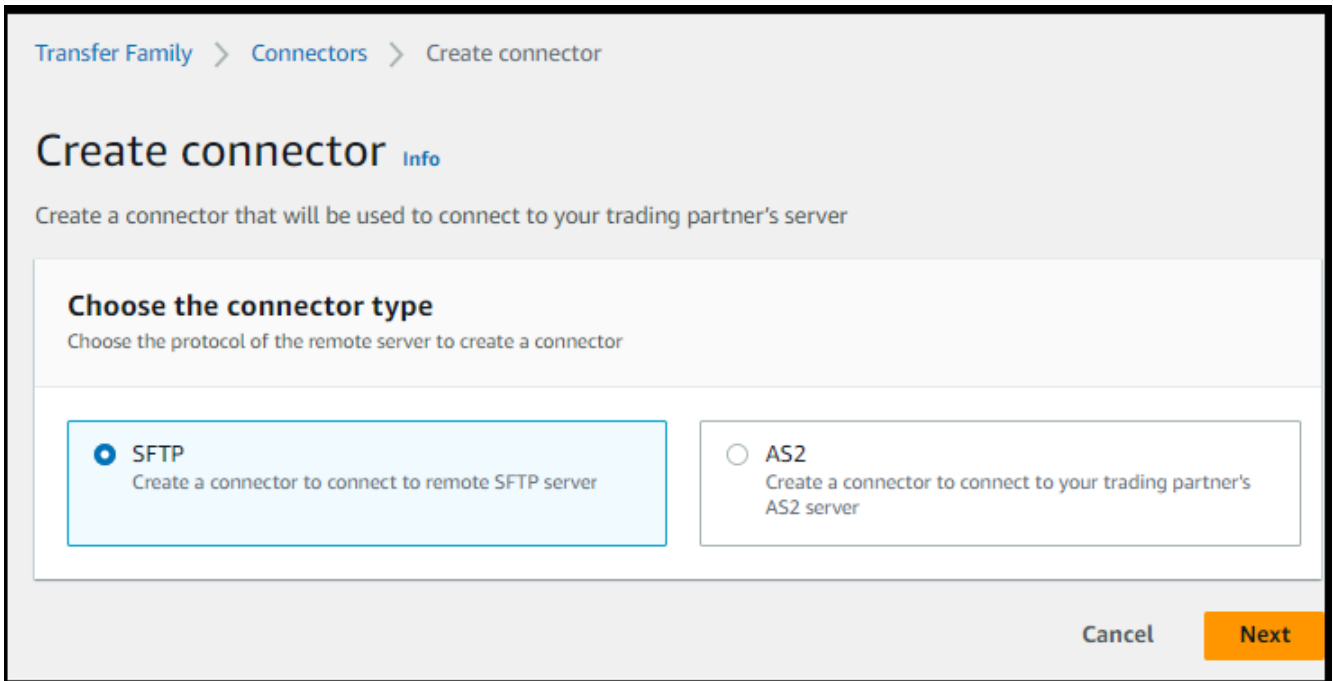 Transfer Family > Connectors > Create connector
Create connector Info
Create a connector that will be used to connect to your trading partner's server
Choose the connector type
Choose the protocol of the remote server to create a connector
SFTP
Create a connector to connect to remote SFTP server
AS2
Create a connector to connect to your trading partner's
AS2 server
Cancel
Next